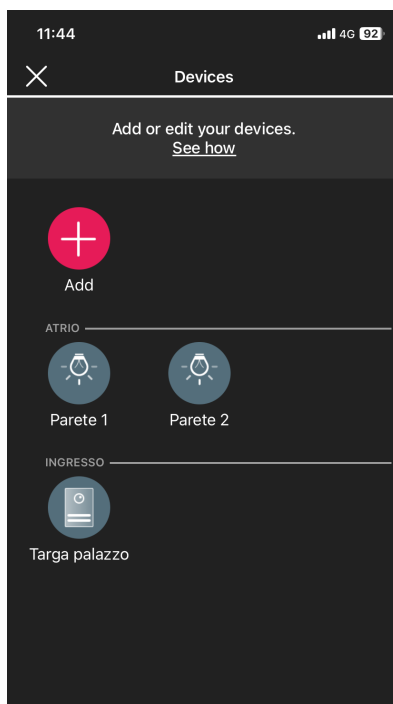 11:44
4G 92
Devices
Add or edit your devices.
See how
Add
ATRIO
Parete 1 Parete 2
INGRESSO
Targa palazzo